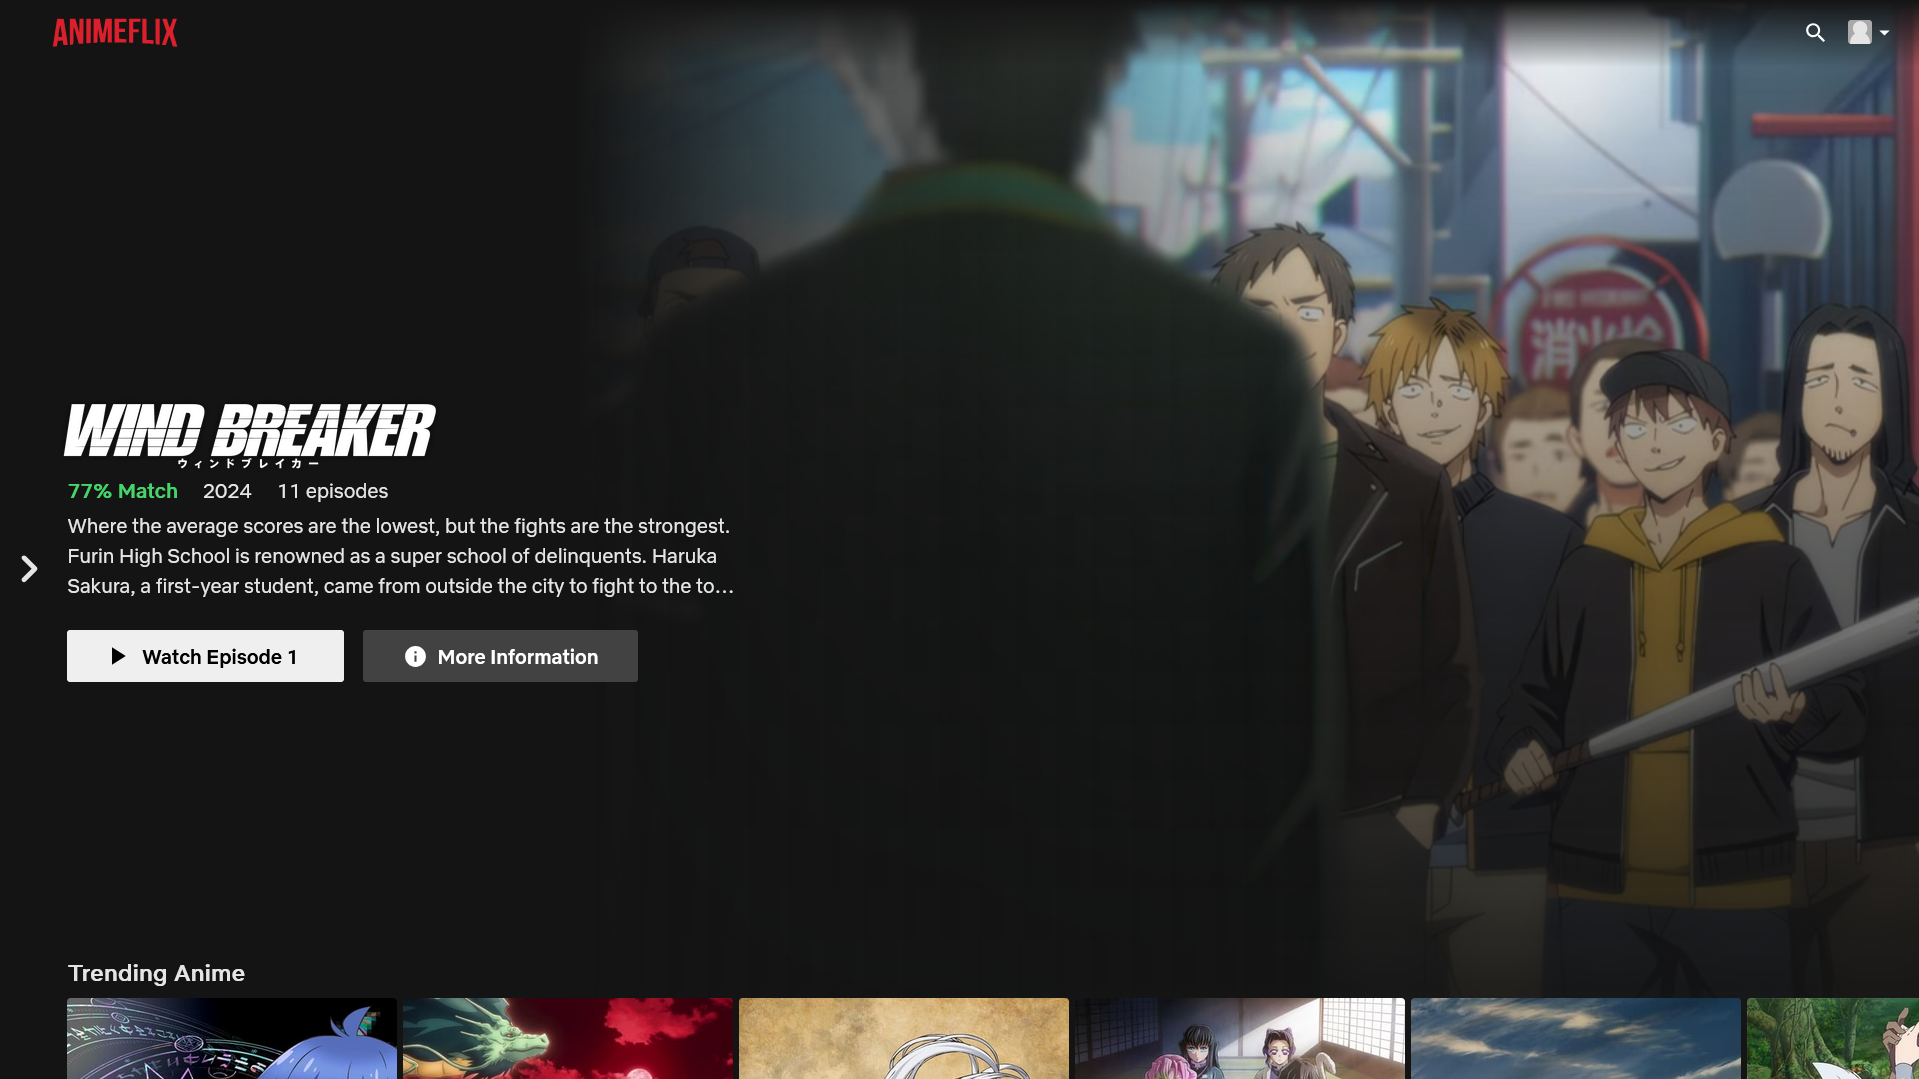 ANIMEFLIX
WIND BREAKER
ウィンドブレイカー
77% Match 2024 11 episodes
Where the average scores are the lowest, but the fights are the strongest.
Furin High School is renowned as a super school of delinquents. Haruka
Sakura, a first-year student, came from outside the city to fight to the to…
Watch Episode 1
More Information
消火栓
Trending Anime